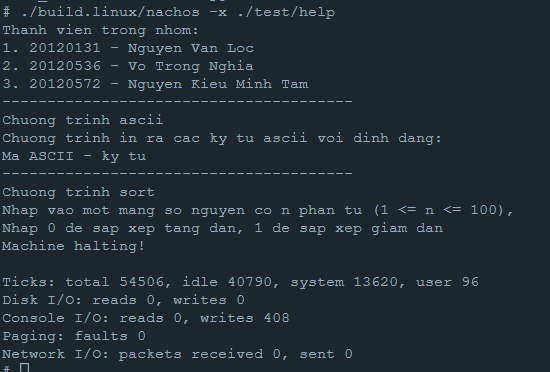 # ./build.linux/nachos -x ./test/help
Thanh vien trong nhom:
1. 20120131 - Nguyen Van Loc
2. 20120536 - Vo Trong Nghia
3. 20120572 - Nguyen Kieu Minh Tam
---------------------------------------
Chuong trinh ascii
Chuong trinh in ra cac ky tu ascii voi dinh dang:
Ma ASCII - ky tu
---------------------------------------
Chuong trinh sort
Nhap vao mot mang so nguyen co n phan tu (1 <= n <= 100),
Nhap 0 de sap xep tang dan, 1 de sap xep giam dan
Machine halting!

Ticks: total 54506, idle 40790, system 13620, user 96
Disk I/O: reads 0, writes 0
Console I/O: reads 0, writes 408
Paging: faults 0
Network I/O: packets received 0, sent 0
#